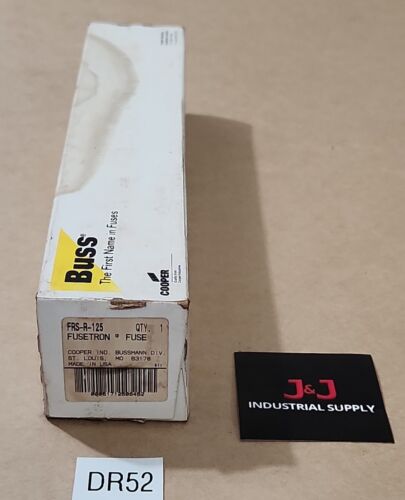 Buss®
The First Name in Fuses
COOPER
FRS-R-125 QTY. 1
FUSETRON ® FUSE
COOPER IND. BUSSMANN DIV.
ST. LOUIS, MO 63178
MADE IN USA
J&J
INDUSTRIAL SUPPLY
DR52